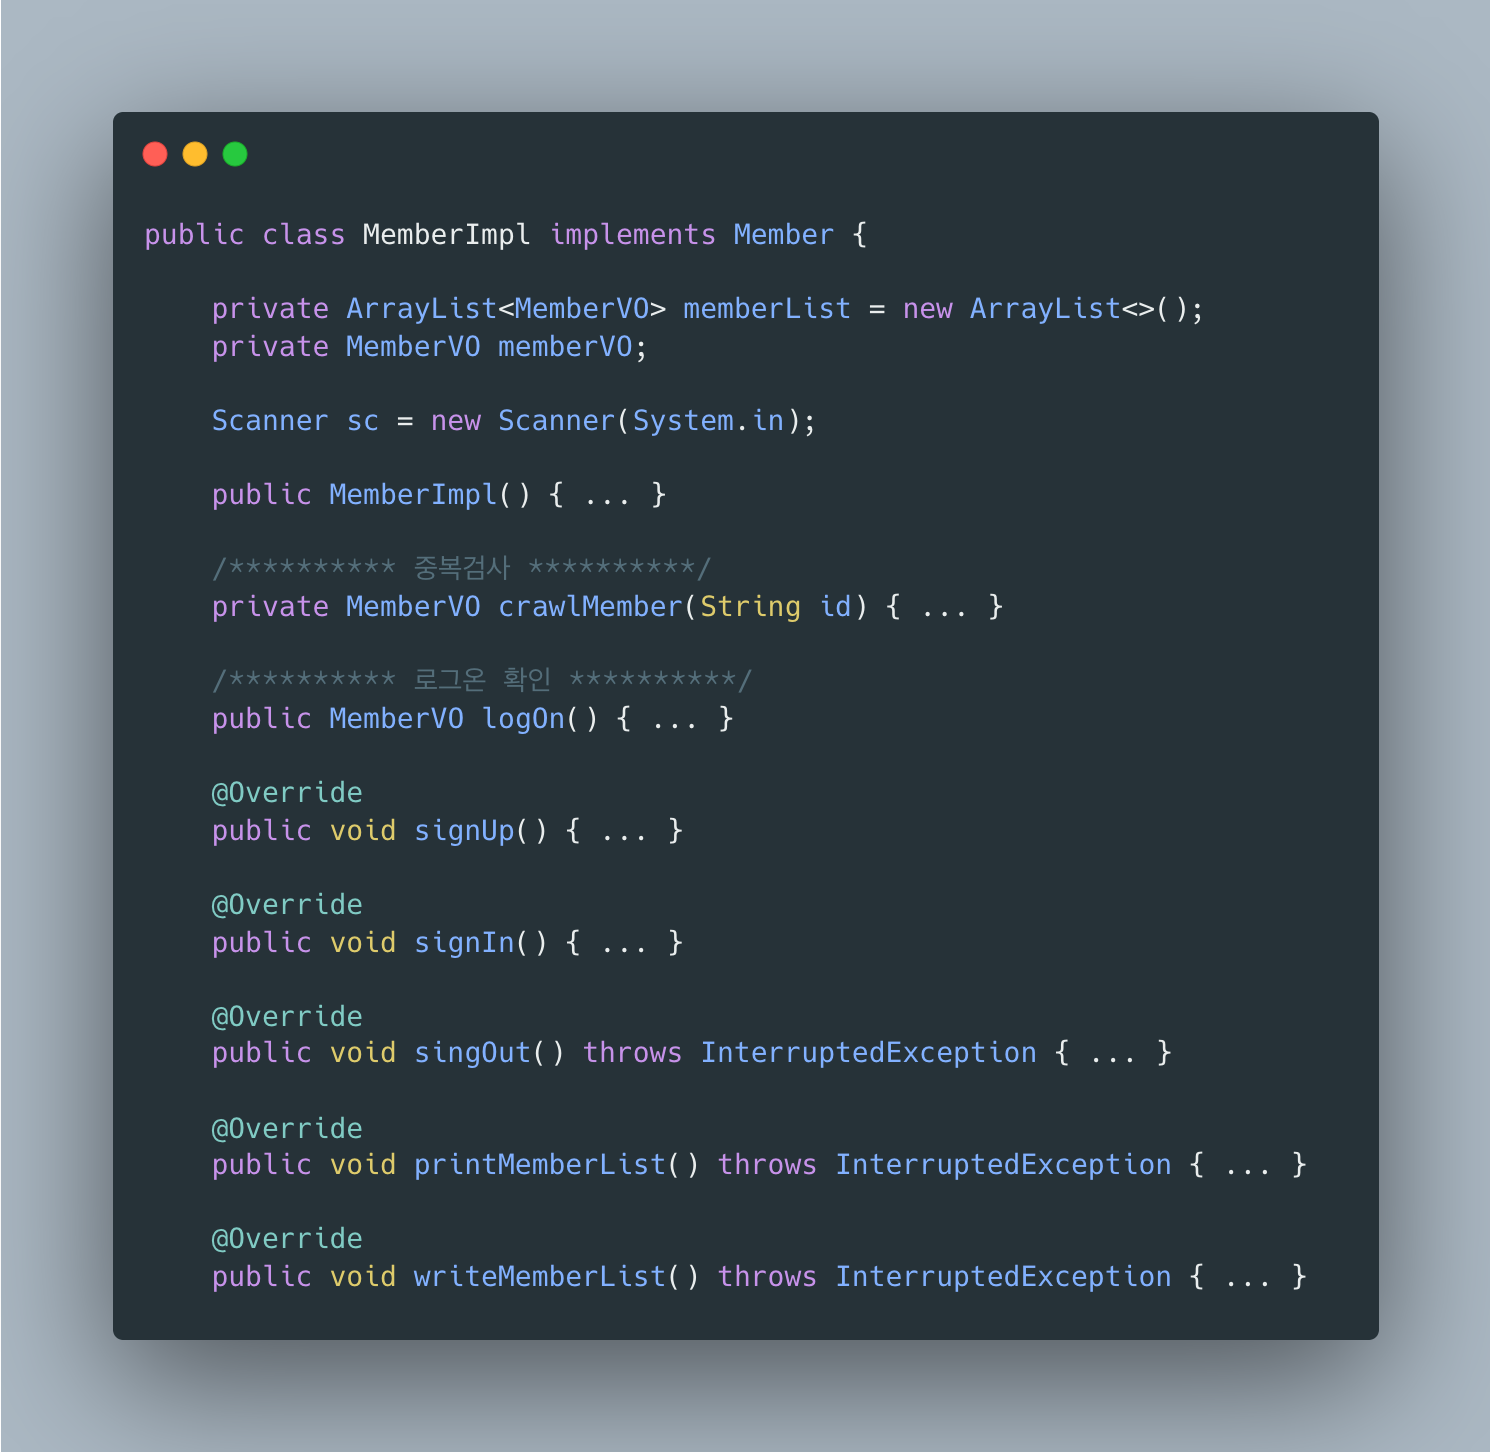 public class MemberImpl implements Member {
private ArrayList<MemberVO> memberList = new ArrayList<>();
private MemberVO memberVO;
Scanner sc = new Scanner(System.in);
public MemberImpl() { ... }
/********** 중복검사 **********/
private MemberVO crawlMember(String id) { ... }
/********** 로그온 확인 **********/
public MemberVO logOn() { ... }
@Override
public void signUp() { ... }
@Override
public void signIn() { ... }
@Override
public void singOut() throws InterruptedException { ... }
@Override
public void printMemberList() throws InterruptedException { ... }
@Override
public void writeMemberList() throws InterruptedException { ... }